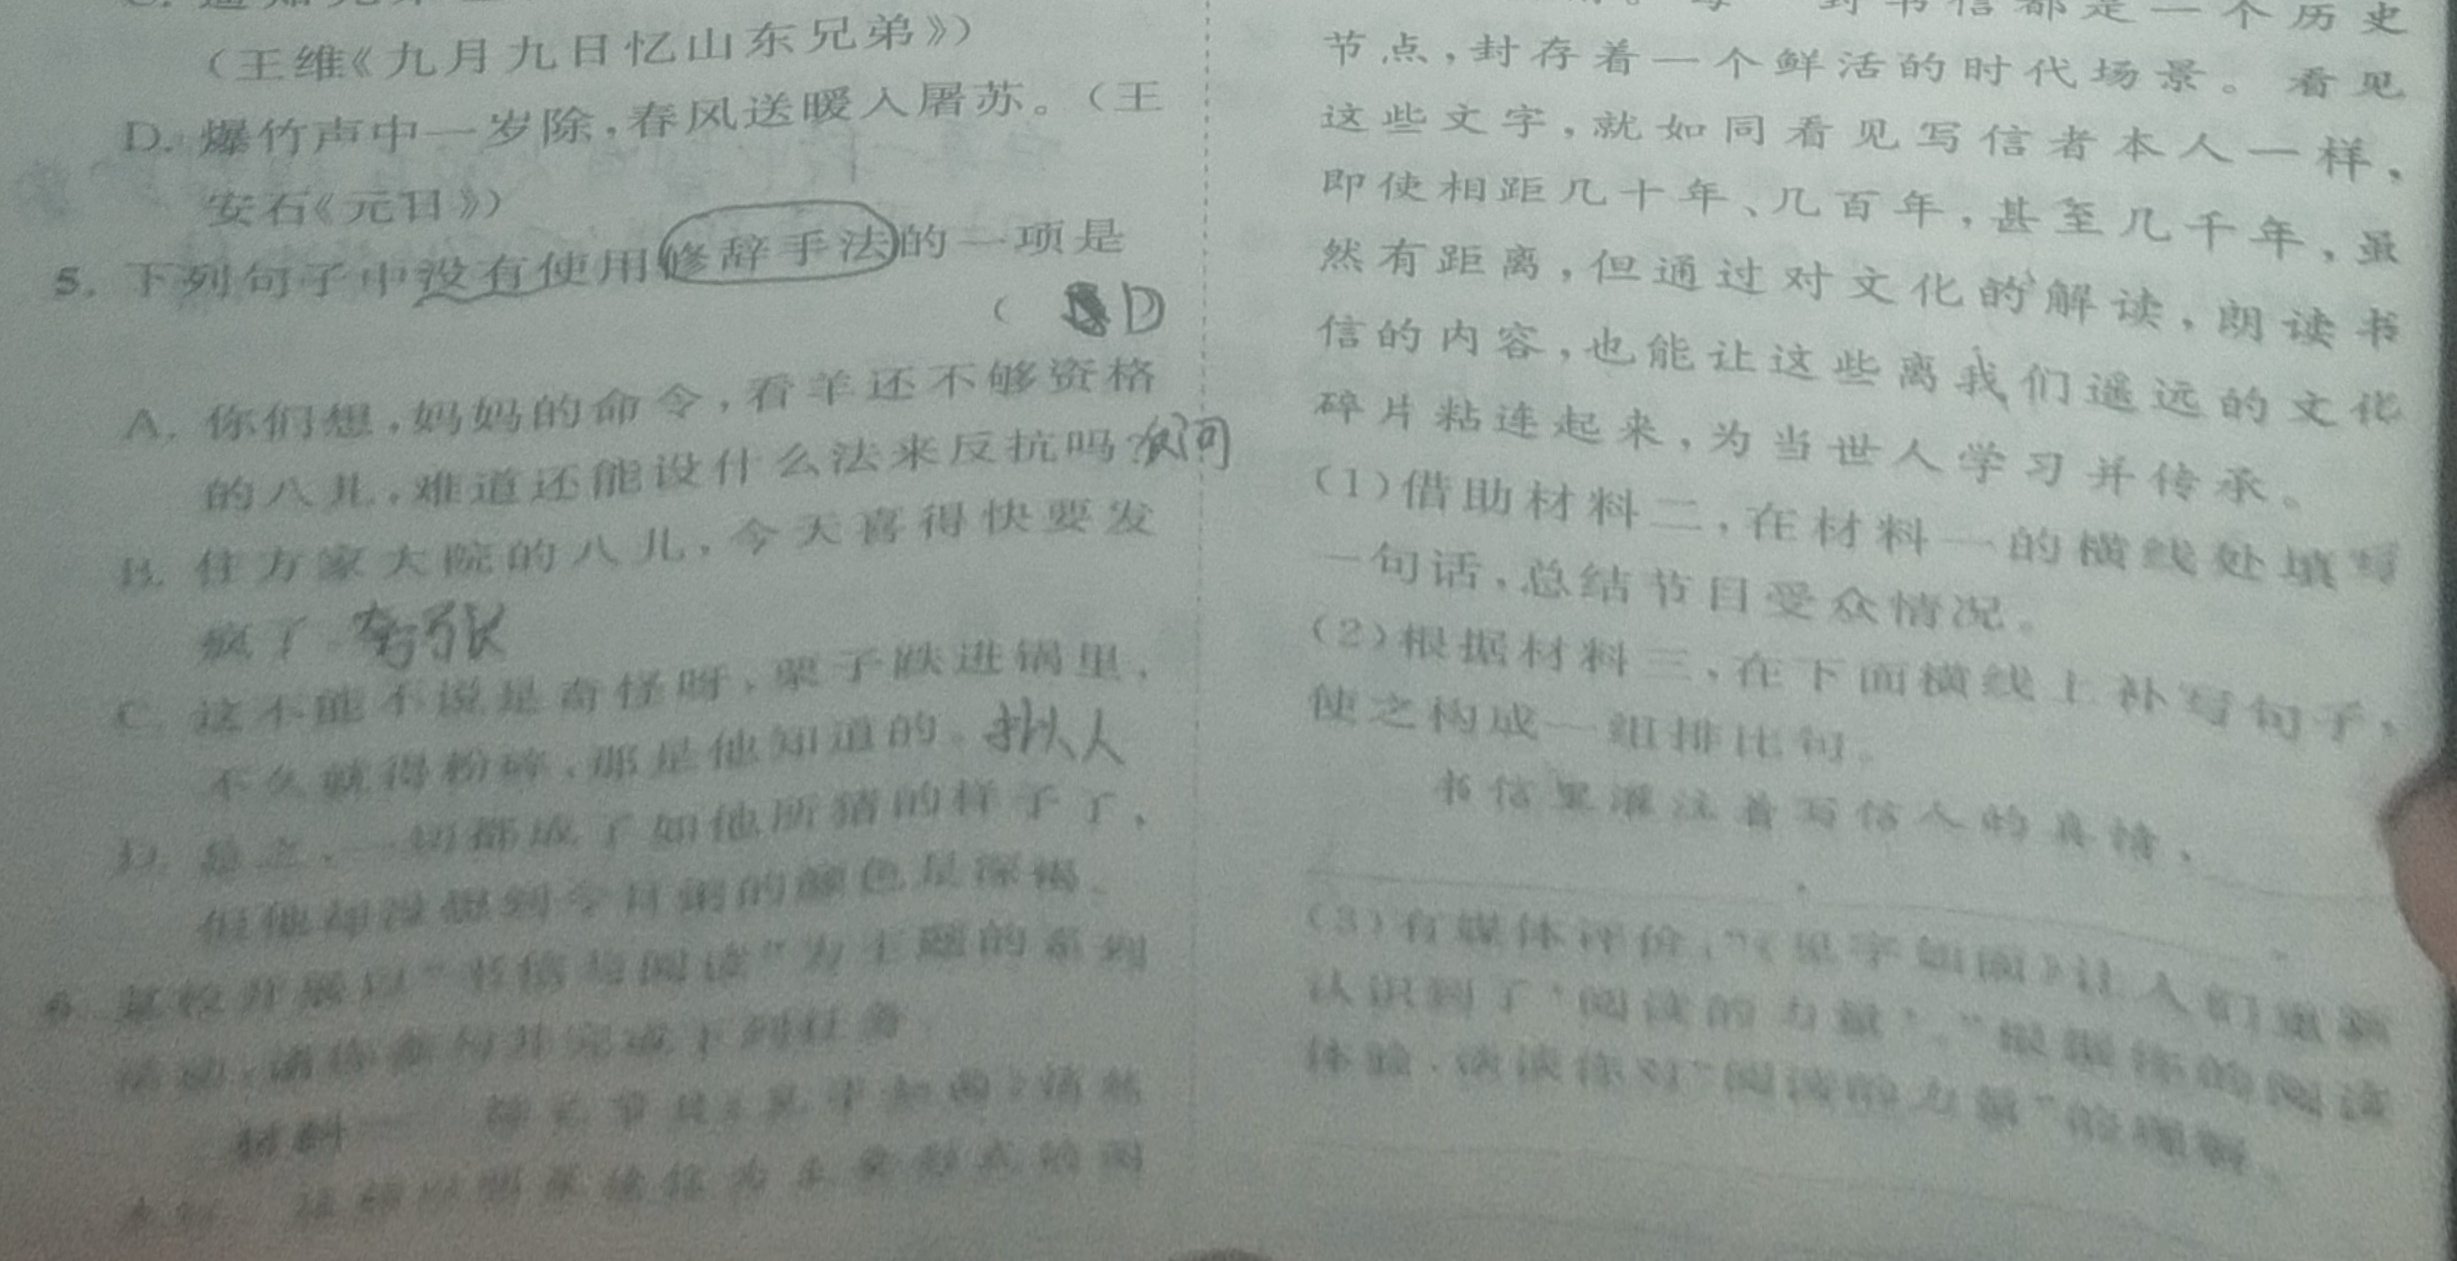 （王维《九月九日忆山东兄弟》）
D. 爆竹声中一岁除，春风送暖入屠苏。（王
安石《元日》）
5. 下列句子中没有使用修辞手法的一项是
（ D
A. 你们想，妈妈的命令，看羊还不够资格
的八儿，难道还能设什么法来反抗吗？反问
B. 住方家大院的八儿，今天喜得快要发
疯了。夸张
C. 这不能不说是奇怪呀，栗子跌进锅里，
不久就得粉碎，那是他知道的。拟人
D. 总之，一切都成了如他所猜的样子了，
但他却没想到今日粥的颜色是深褐。
6. 某校开展以“书信与阅读”为主题的系列
活动，请你参与并完成下列任务。
材料一
一个历史
节点，封存着一个鲜活的时代场景。看见
这些文字，就如同看见写信者本人一样，
即使相距几十年、几百年，甚至几千年，虽
然有距离，但通过对文化的解读，朗读书
信的内容，也能让这些离我们遥远的文化
碎片粘连起来，为当世人学习并传承。
(1)借助材料二，在材料一的横线处填写
一句话，总结节目受众情况。
(2)根据材料三，在下面横线上补写句子，
使之构成一组排比句。
书信里灌注着写信人的真情，
(3)有媒体评价，“《见字如面》让人们重新
认识到了‘阅读的力量’。”根据你的阅读
体验，谈谈你对“阅读的力量”的理解。